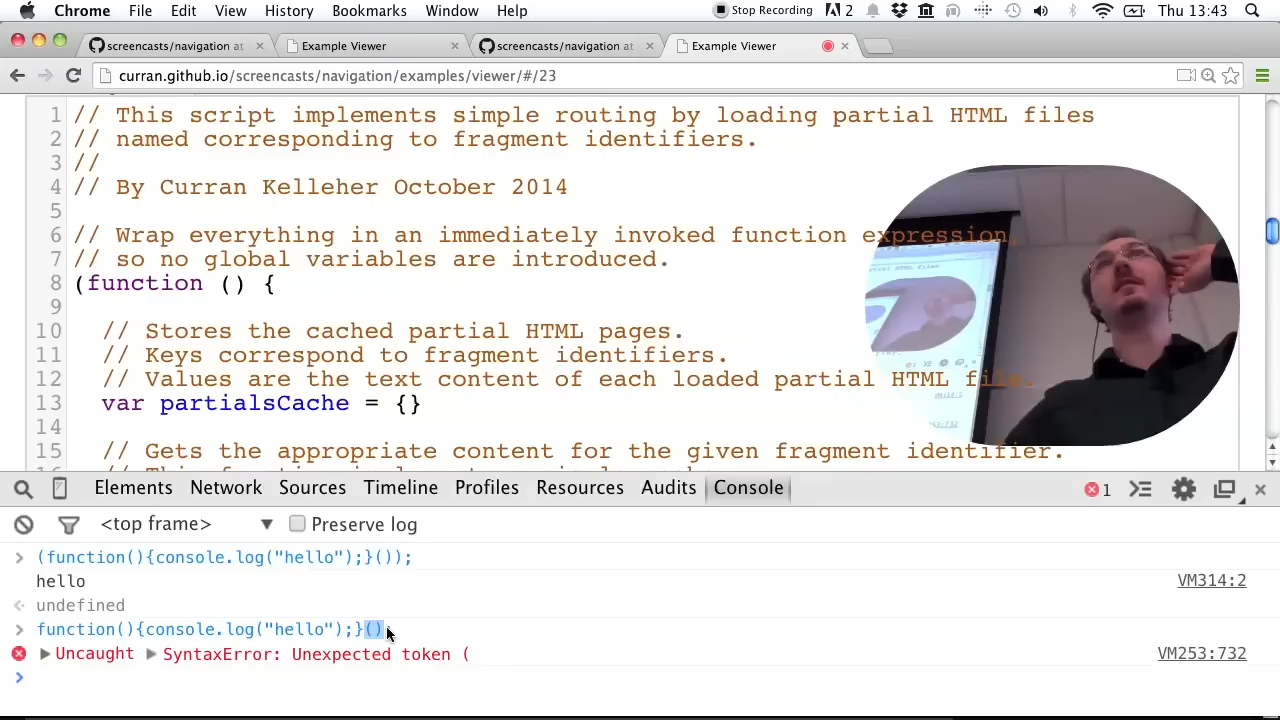 Chrome File Edit View History Bookmarks Window Help Stop Recording 2 Thu 13:43
screencasts/navigation at Example Viewer screencasts/navigation at Example Viewer
curran.github.io/screencasts/navigation/examples/viewer/#/23
1 // This script implements simple routing by loading partial HTML files
2 // named corresponding to fragment identifiers.
3 //
4 // By Curran Kelleher October 2014
5
6 // Wrap everything in an immediately invoked function expression,
7 // so no global variables are introduced.
8 (function () {
9
10 // Stores the cached partial HTML pages.
11 // Keys correspond to fragment identifiers.
12 // Values are the text content of each loaded partial HTML file.
13 var partialsCache = {}
14
15 // Gets the appropriate content for the given fragment identifier.
Elements Network Sources Timeline Profiles Resources Audits Console 1
<top frame> Preserve log
(function(){console.log("hello");}());
hello VM314:2
undefined
function(){console.log("hello");}()
Uncaught SyntaxError: Unexpected token ( VM253:732